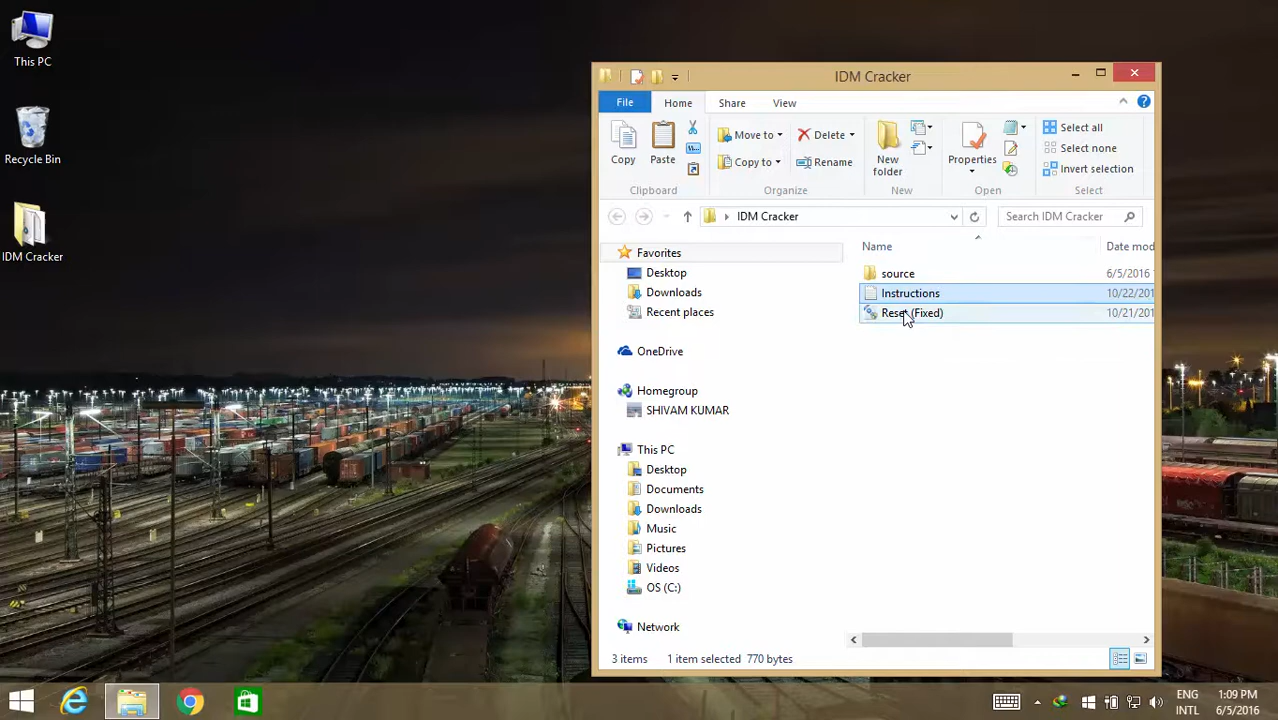 This PC
Recycle Bin
IDM Cracker
IDM Cracker
File Home Share View
Copy
Paste
Move to
Copy to
Delete
Rename
New folder
Properties
Select all
Select none
Invert selection
Clipboard Organize New Open Select
IDM Cracker
Search IDM Cracker
Favorites
Desktop
Downloads
Recent places
OneDrive
Homegroup
SHIVAM KUMAR
This PC
Desktop
Documents
Downloads
Music
Pictures
Videos
OS (C:)
Network
Name Date mod
source 6/5/2016 1
Instructions 10/22/201
Reset (Fixed) 10/21/201
3 items 1 item selected 770 bytes
ENG
INTL
1:09 PM
6/5/2016